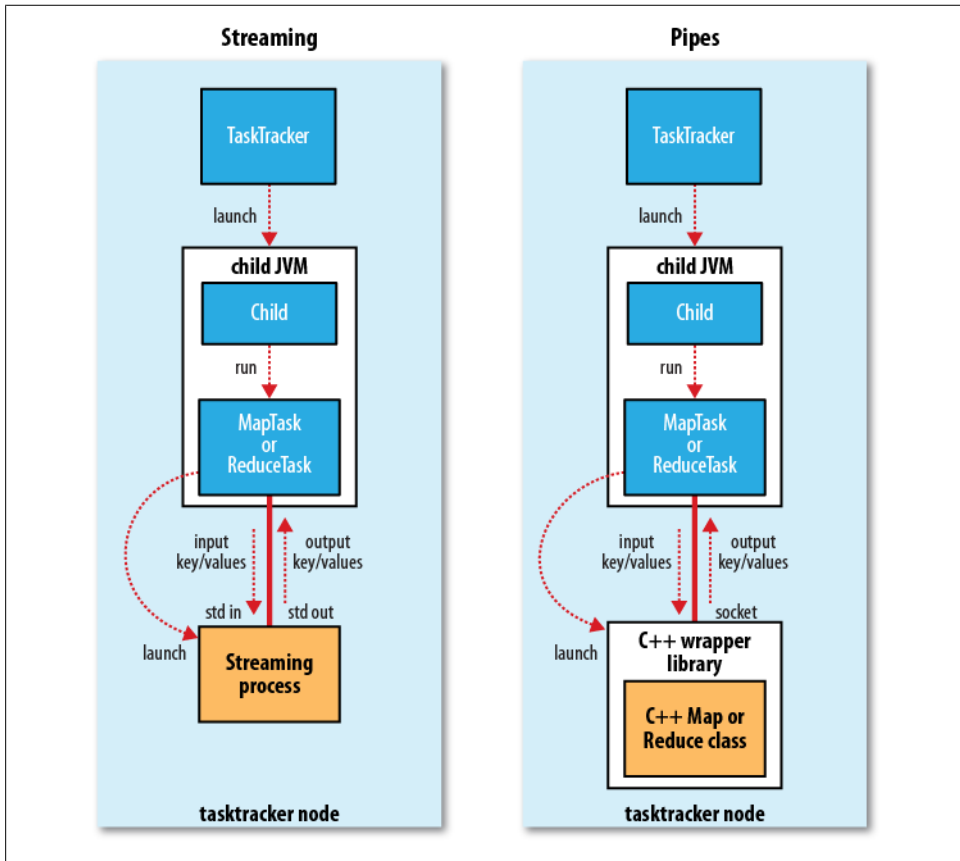 Streaming
TaskTracker
launch
child JVM
Child
run
MapTask
or
ReduceTask
input
key/values
output
key/values
std in
std out
launch
Streaming
process
tasktracker node
Pipes
TaskTracker
launch
child JVM
Child
run
MapTask
or
ReduceTask
input
key/values
output
key/values
socket
launch
C++ wrapper
library
C++ Map or
Reduce class
tasktracker node